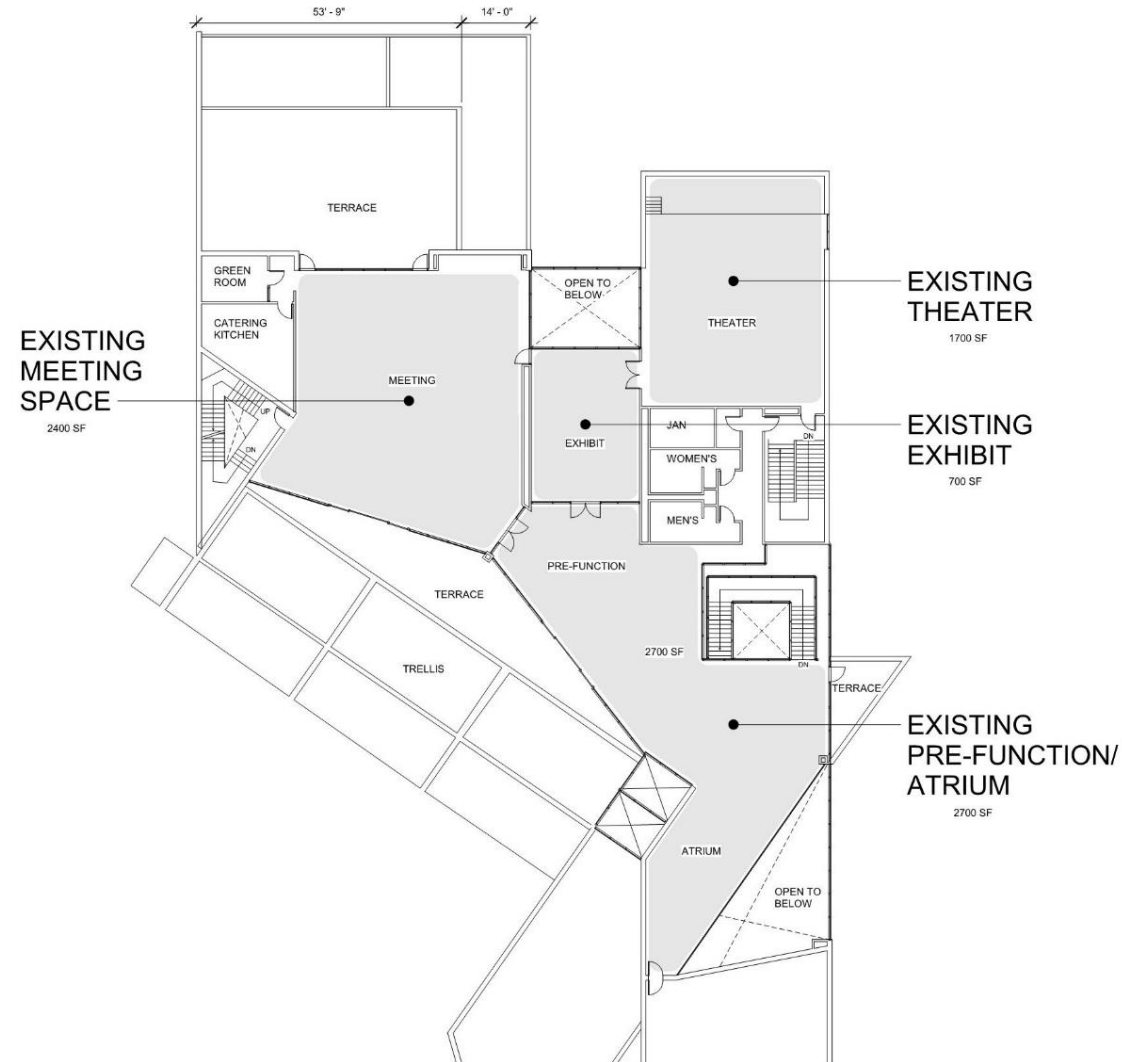 53' - 9"
14' - 0"
TERRACE
GREEN
ROOM
OPEN TO
BELOW
CATERING
KITCHEN
THEATER
EXISTING
THEATER
1700 SF
EXISTING
MEETING
SPACE
2400 SF
MEETING
UP
DN
EXHIBIT
JAN
WOMEN'S
MEN'S
DN
EXISTING
EXHIBIT
700 SF
PRE-FUNCTION
TERRACE
TRELLIS
2700 SF
DN
TERRACE
EXISTING
PRE-FUNCTION/
ATRIUM
2700 SF
ATRIUM
OPEN TO
BELOW